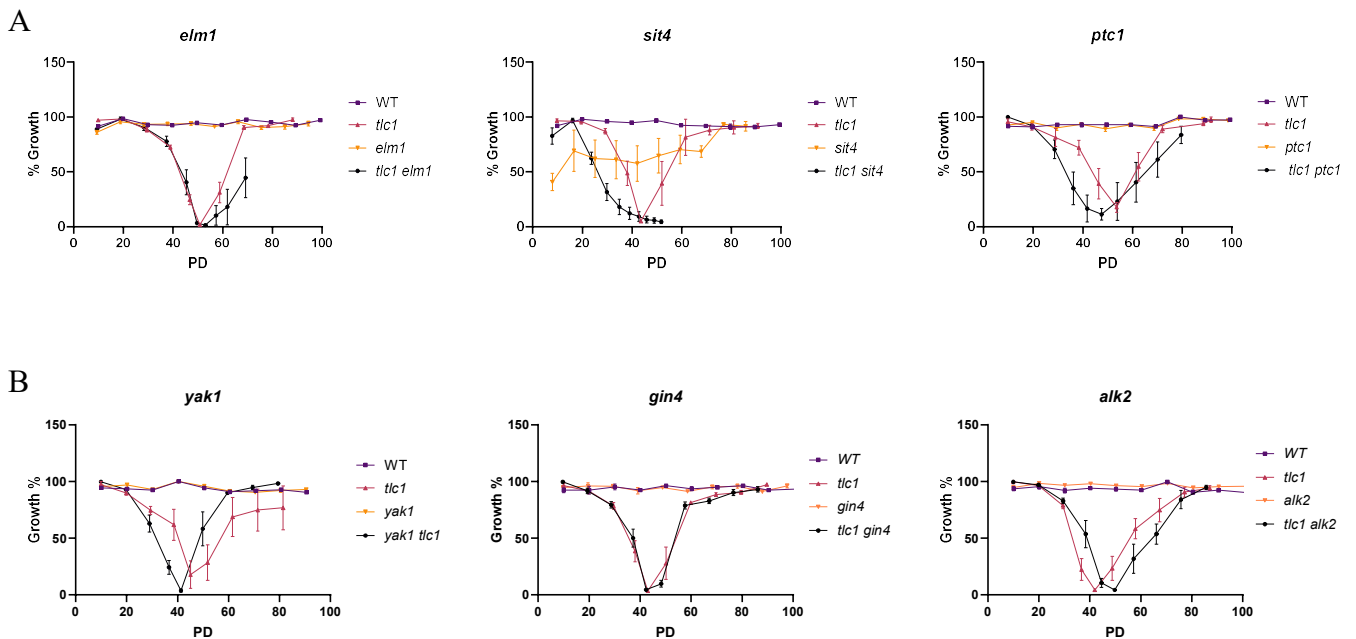 A
elm1
150
100
50
0
% Growth
0 20 40 60 80 100
PD
WT
tlc1
elm1
tlc1 elm1
sit4
150
100
50
0
% Growth
0 20 40 60 80 100
PD
WT
tlc1
sit4
tlc1 sit4
ptc1
150
100
50
0
% Growth
0 20 40 60 80 100
PD
WT
tlc1
ptc1
tlc1 ptc1
B
yak1
150
100
50
0
Growth %
0 20 40 60 80 100
PD
WT
tlc1
yak1
yak1 tlc1
gin4
150
100
50
0
Growth %
0 20 40 60 80 100
PD
WT
tlc1
gin4
tlc1 gin4
alk2
150
100
50
0
Growth %
0 20 40 60 80 100
PD
WT
tlc1
alk2
tlc1 alk2